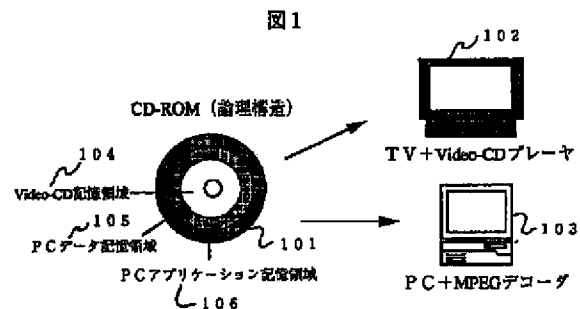 図1
102
CD-ROM（論理構造）
TV+Video-CDプレーヤ
104
Video-CD記憶領域
105
PCデータ記憶領域
101
103
PCアプリケーション記憶領域
106
PC+MPEGデコーダ